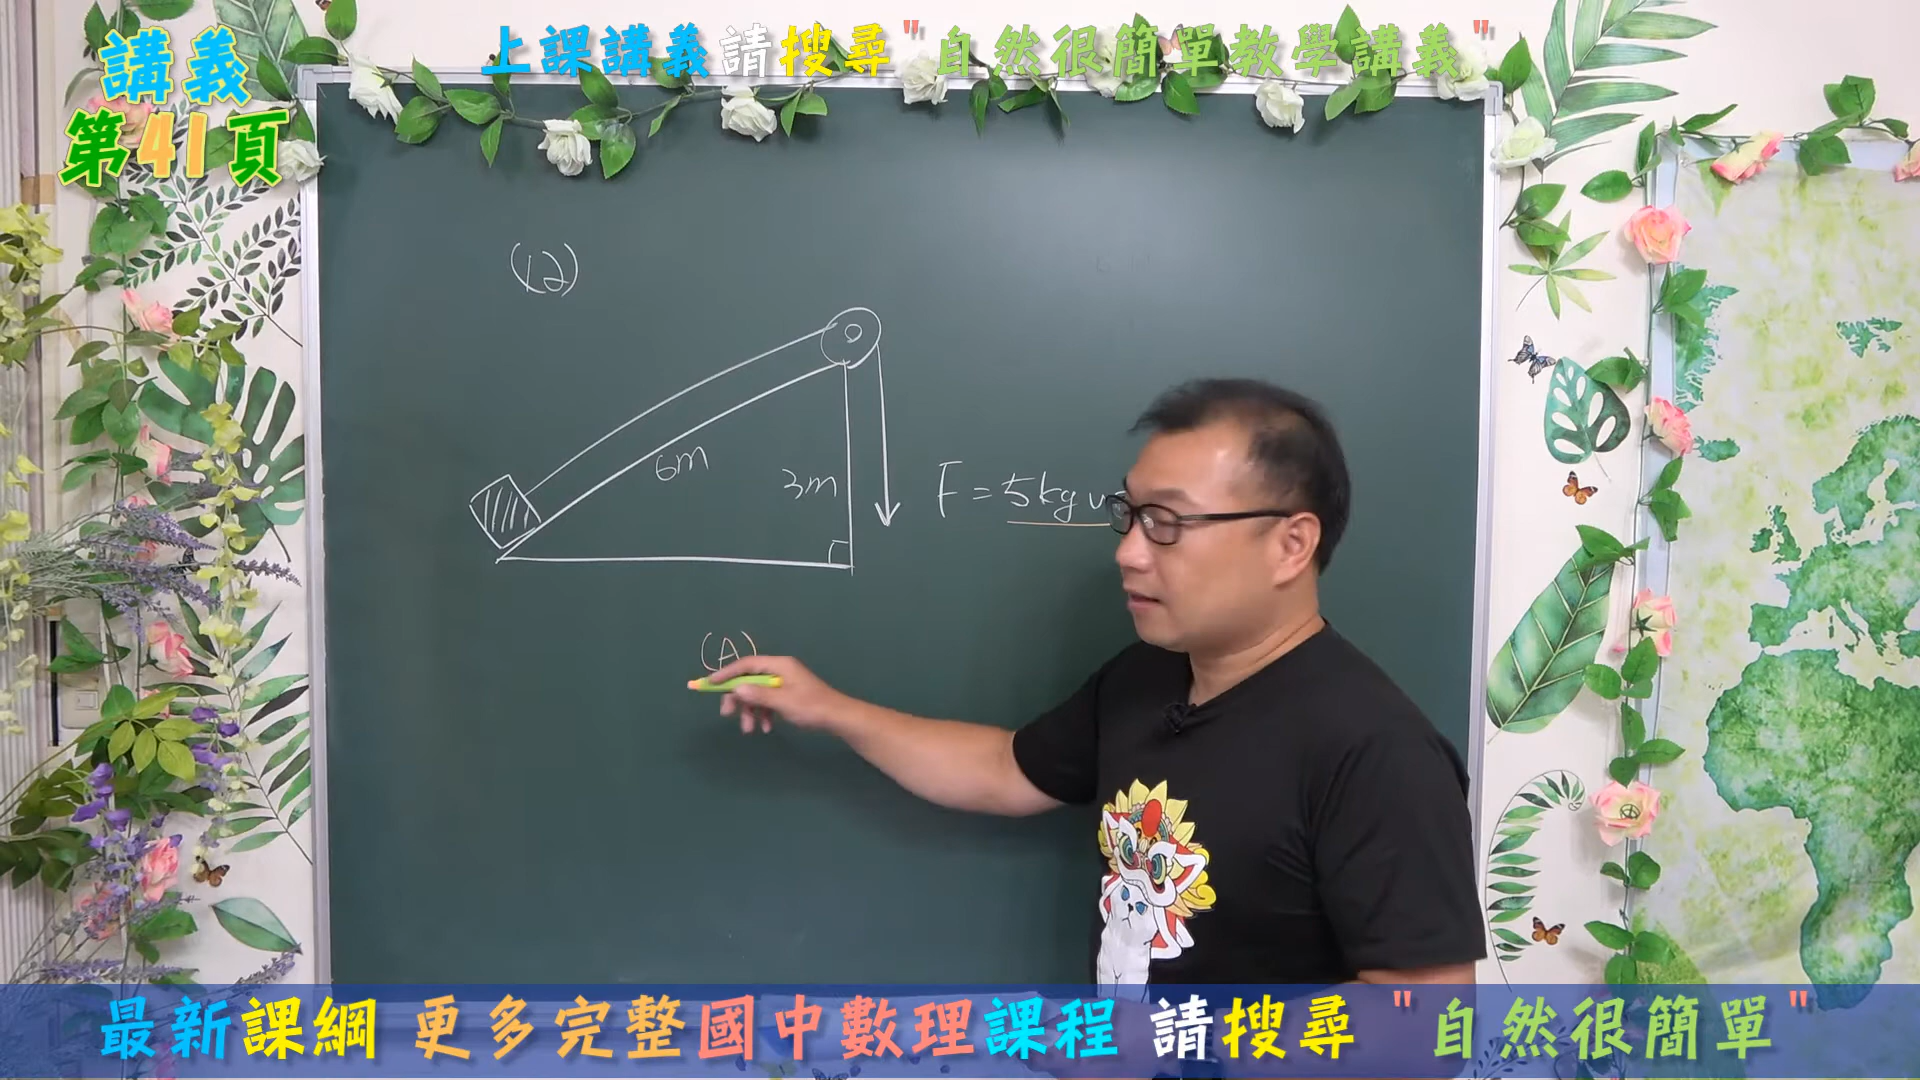 講義
第41頁
上課講義請搜尋"自然很簡單教學講義"
(12)
6m
3m
F = 5kgw
(A)
最新課綱 更多完整國中數理課程 請搜尋 "自然很簡單"